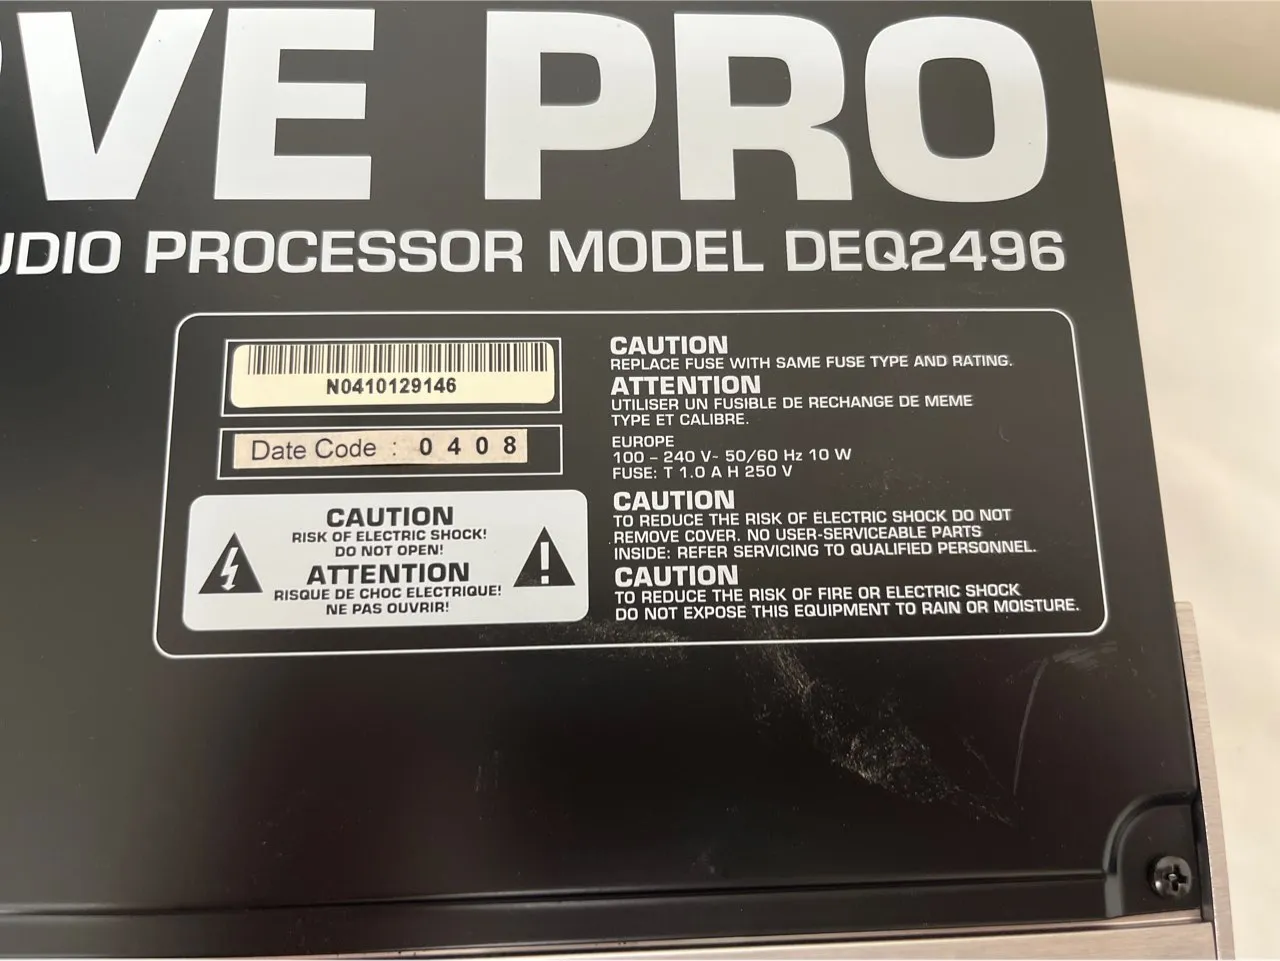 VE PRO
UDIO PROCESSOR MODEL DEQ2496
N0410129146
Date Code : 0 4 0 8
CAUTION
RISK OF ELECTRIC SHOCK!
DO NOT OPEN!
ATTENTION
RISQUE DE CHOC ELECTRIQUE!
NE PAS OUVRIR!
CAUTION
REPLACE FUSE WITH SAME FUSE TYPE AND RATING.
ATTENTION
UTILISER UN FUSIBLE DE RECHANGE DE MEME
TYPE ET CALIBRE.
EUROPE
100 – 240 V~ 50/60 Hz 10 W
FUSE: T 1.0 A H 250 V
CAUTION
TO REDUCE THE RISK OF ELECTRIC SHOCK DO NOT
REMOVE COVER. NO USER-SERVICEABLE PARTS
INSIDE: REFER SERVICING TO QUALIFIED PERSONNEL.
CAUTION
TO REDUCE THE RISK OF FIRE OR ELECTRIC SHOCK
DO NOT EXPOSE THIS EQUIPMENT TO RAIN OR MOISTURE.